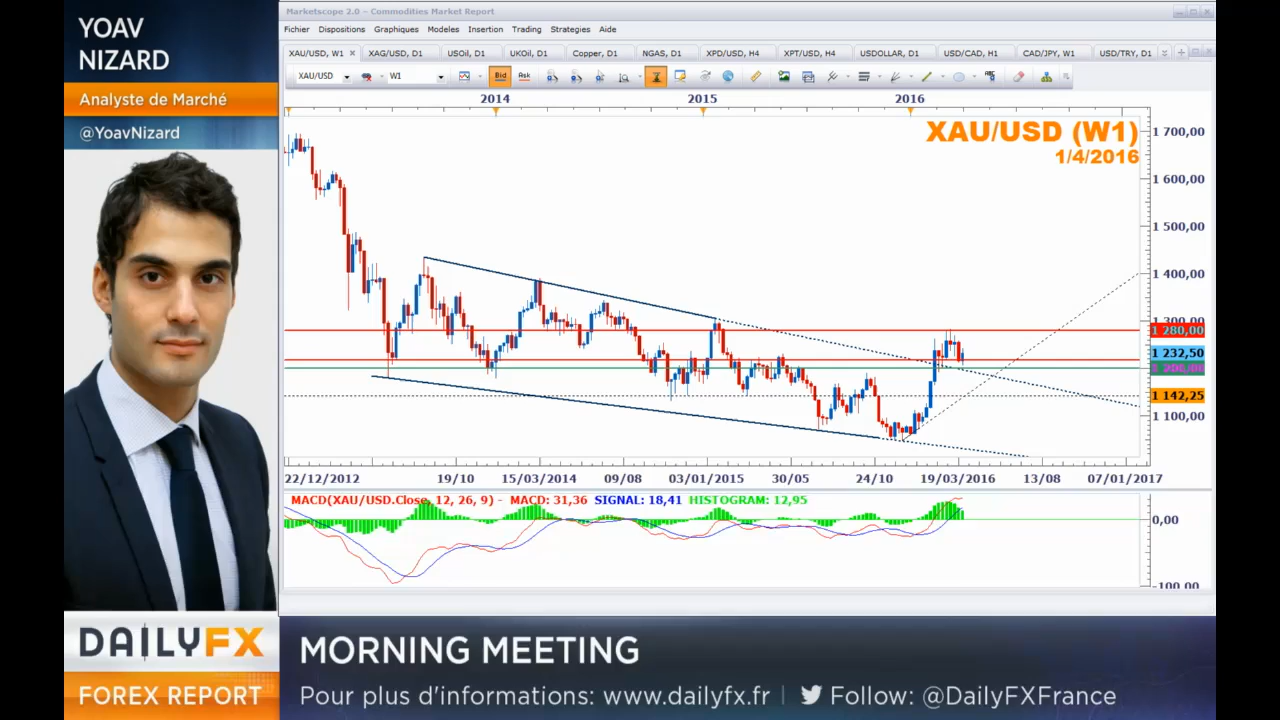 YOAV
NIZARD
Analyste de Marché
@YoavNizard
Marketscope 2.0 - Commodities Market Report
Fichier Dispositions Graphiques Modeles Insertion Trading Strategies Aide
XAU/USD, W1 XAG/USD, D1 USOil, D1 UKOil, D1 Copper, D1 NGAS, D1 XPD/USD, H4 XPT/USD, H4 USDOLLAR, D1 USD/CAD, H1 CAD/JPY, W1 USD/TRY, D1
XAU/USD W1 Bid Ask
2014 2015 2016
XAU/USD (W1)
1/4/2016
1 700,00
1 600,00
1 500,00
1 400,00
1 300,00
1 280,00
1 232,50
1 200,00
1 142,25
1 100,00
22/12/2012 19/10 15/03/2014 09/08 03/01/2015 30/05 24/10 19/03/2016 13/08 07/01/2017
MACD(XAU/USD.Close, 12, 26, 9) - MACD: 31,36 SIGNAL: 18,41 HISTOGRAM: 12,95
0,00
-100,00
DAILYFX
FOREX REPORT
MORNING MEETING
Pour plus d'informations: www.dailyfx.fr | Follow: @DailyFXFrance